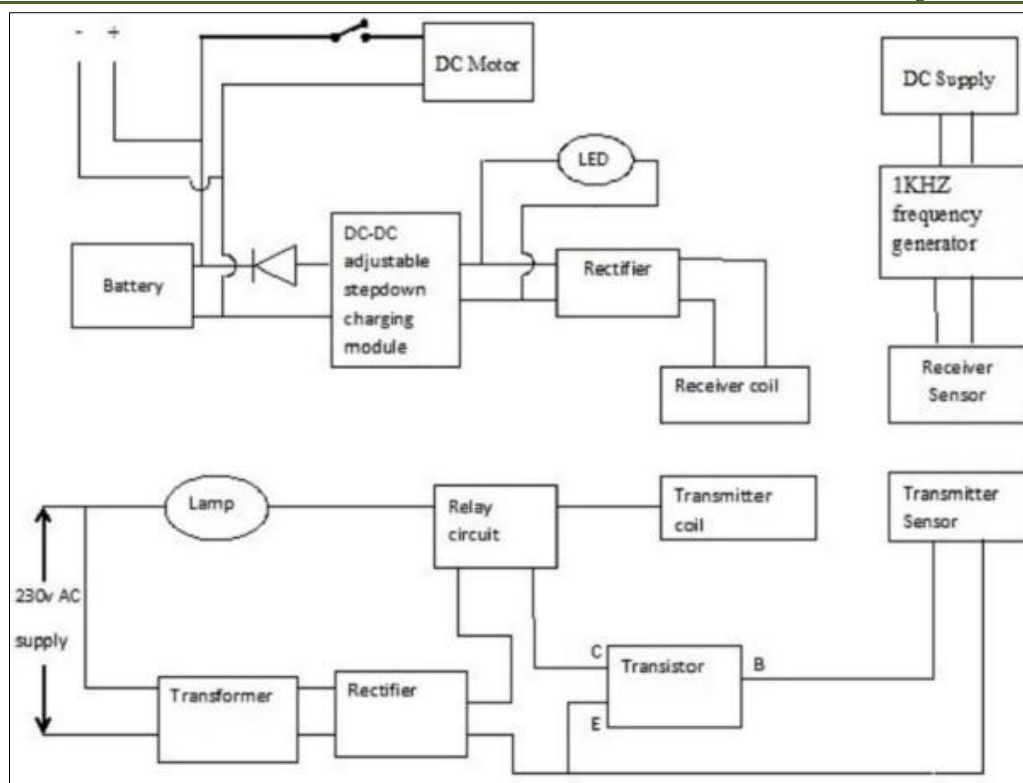 - +
DC Motor
DC Supply
LED
1KHZ
frequency
generator
DC-DC
adjustable
stepdown
charging
module
Battery
Rectifier
Receiver coil
Receiver
Sensor
Lamp
Relay
circuit
Transmitter
coil
Transmitter
Sensor
230v AC
supply
C
Transistor
B
E
Transformer
Rectifier